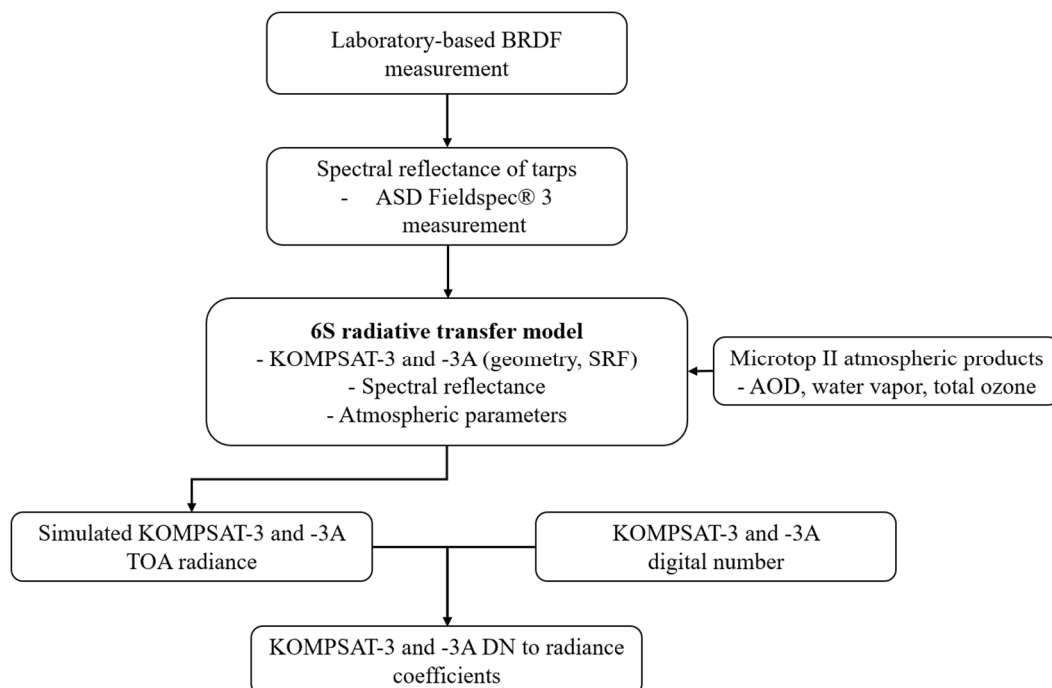 Laboratory-based BRDF
measurement
Spectral reflectance of tarps
- ASD Fieldspec® 3
measurement
6S radiative transfer model
- KOMPSAT-3 and -3A (geometry, SRF)
- Spectral reflectance
- Atmospheric parameters
Microtop II atmospheric products
- AOD, water vapor, total ozone
Simulated KOMPSAT-3 and -3A
TOA radiance
KOMPSAT-3 and -3A
digital number
KOMPSAT-3 and -3A DN to radiance
coefficients